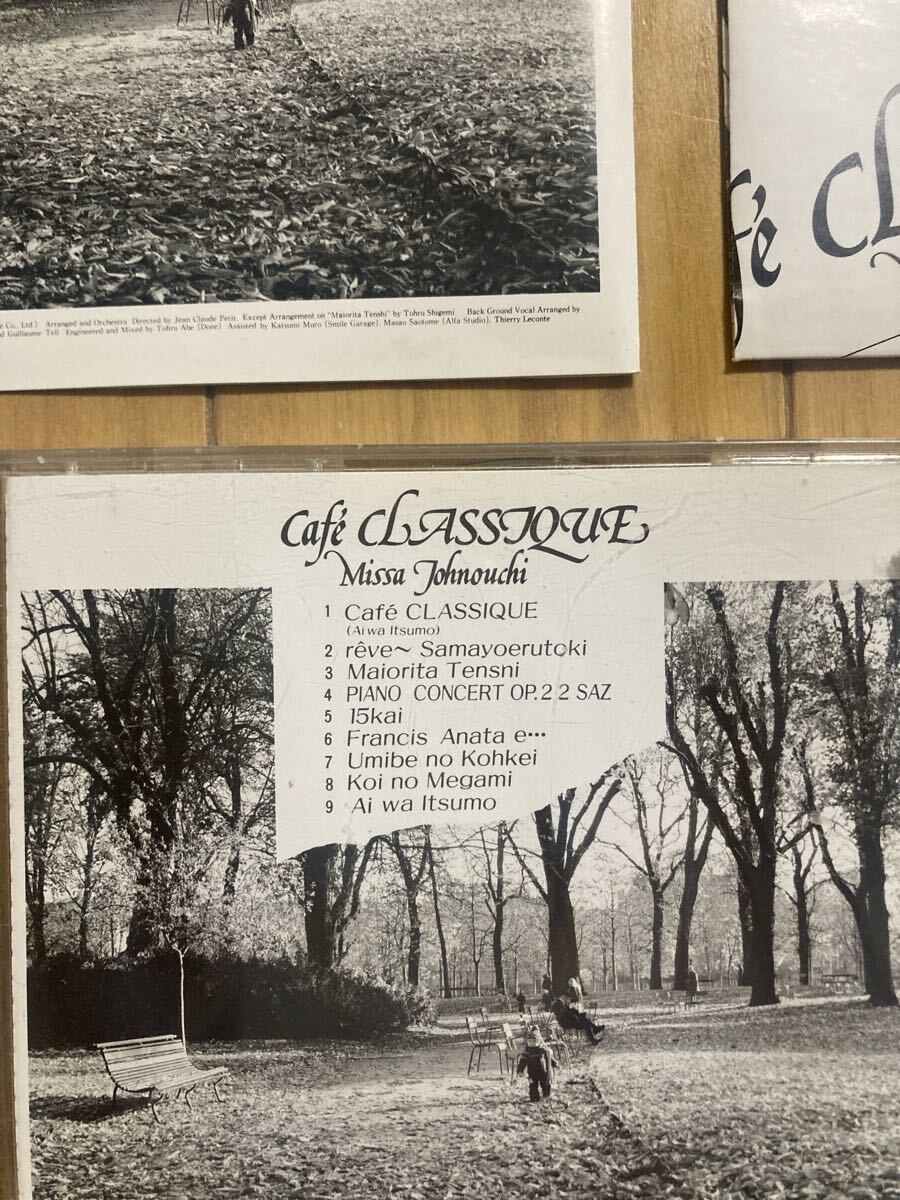 e Co., Ltd.) Arranged and Orchestra Directed by Jean Claude Petit. Except Arrangement on "Maiorita Tenshi" by Tohru Shigemi Back Ground Vocal Arranged by
d Guillaume Tell Engineered and Mixed by Tohru Abe (Done) Assisted by Katsumi Muro (Smile Garage), Masao Saotome (Alfa Studio), Thierry Leconte
fé CL
Café CLASSIQUE
Missa Johnouchi
1 Café CLASSIQUE
(Ai wa Itsumo)
2 rêve～ Samayoerutoki
3 Maiorita Tenshi
4 PIANO CONCERT OP.22 SAZ
5 15kai
6 Francis Anata e…
7 Umibe no Kohkei
8 Koi no Megami
9 Ai wa Itsumo